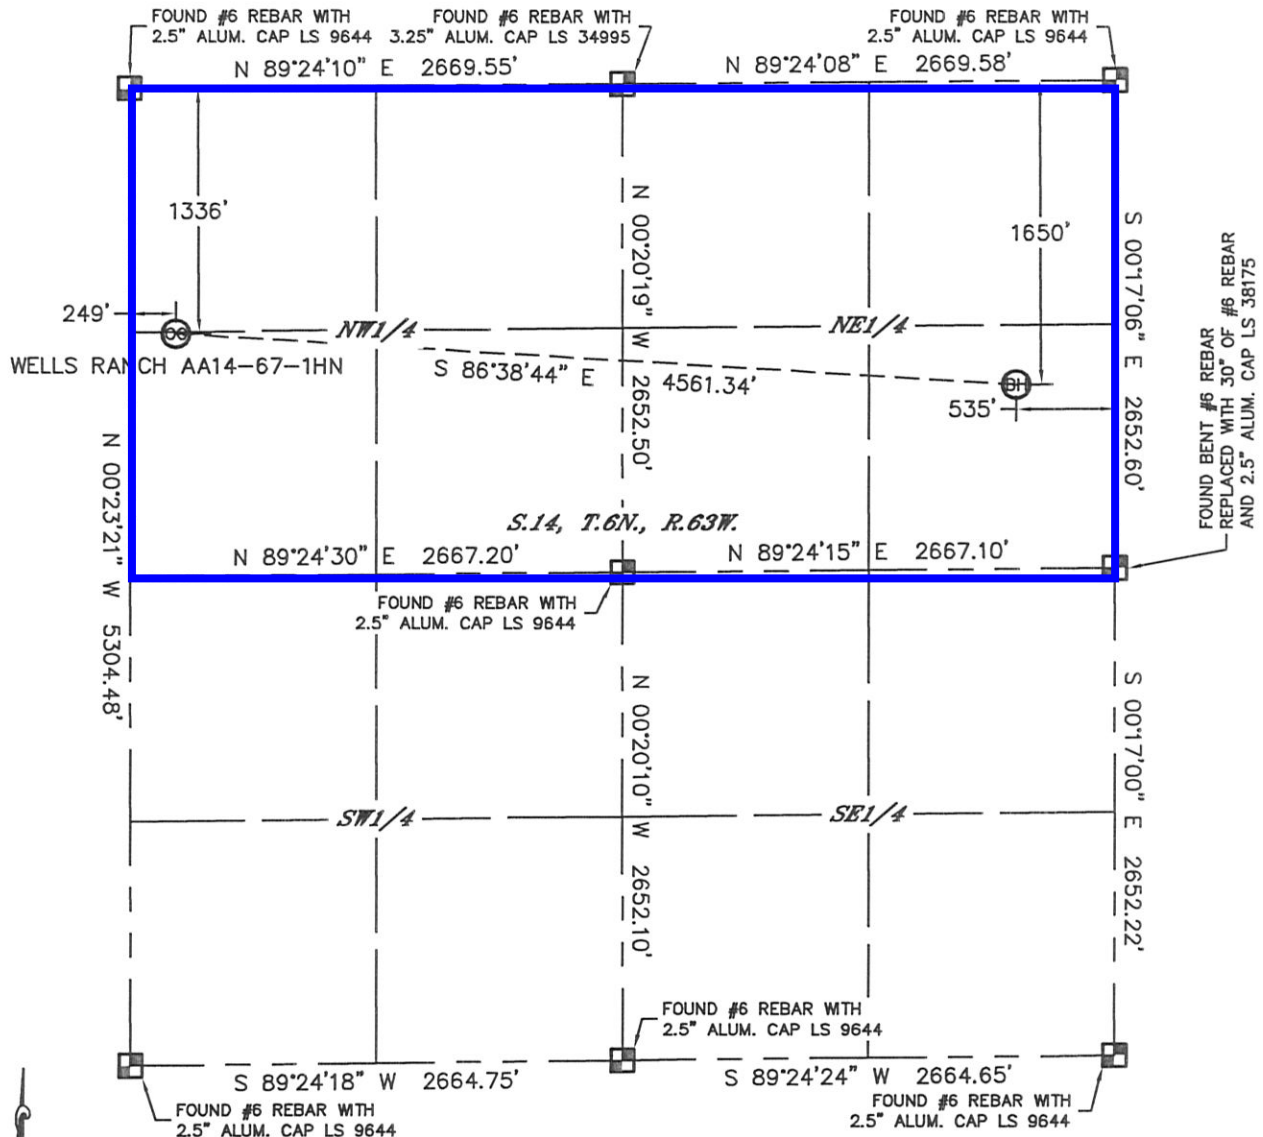 FOUND #6 REBAR WITH
2.5" ALUM. CAP LS 9644
FOUND #6 REBAR WITH
3.25" ALUM. CAP LS 34995
FOUND #6 REBAR WITH
2.5" ALUM. CAP LS 9644
N 89°24'10" E 2669.55'
N 89°24'08" E 2669.58'
1336'
1650'
249'
WELLS RANCH AA14-67-1HN
NW1/4
NE1/4
S 86°38'44" E 4561.34'
BH
535'
N 00°20'19" W 2652.50'
S 00°17'06" E 2652.60'
FOUND BENT #6 REBAR
REPLACED WITH 30" OF #6 REBAR
AND 2.5" ALUM. CAP LS 38175
N 00°23'21" W 5304.48'
S.14, T.6N., R.63W.
N 89°24'30" E 2667.20'
N 89°24'15" E 2667.10'
FOUND #6 REBAR WITH
2.5" ALUM. CAP LS 9644
N 00°20'10" W 2652.10'
S 00°17'00" E 2652.22'
SW1/4
SE1/4
FOUND #6 REBAR WITH
2.5" ALUM. CAP LS 9644
S 89°24'18" W 2664.75'
S 89°24'24" W 2664.65'
FOUND #6 REBAR WITH
2.5" ALUM. CAP LS 9644
FOUND #6 REBAR WITH
2.5" ALUM. CAP LS 9644